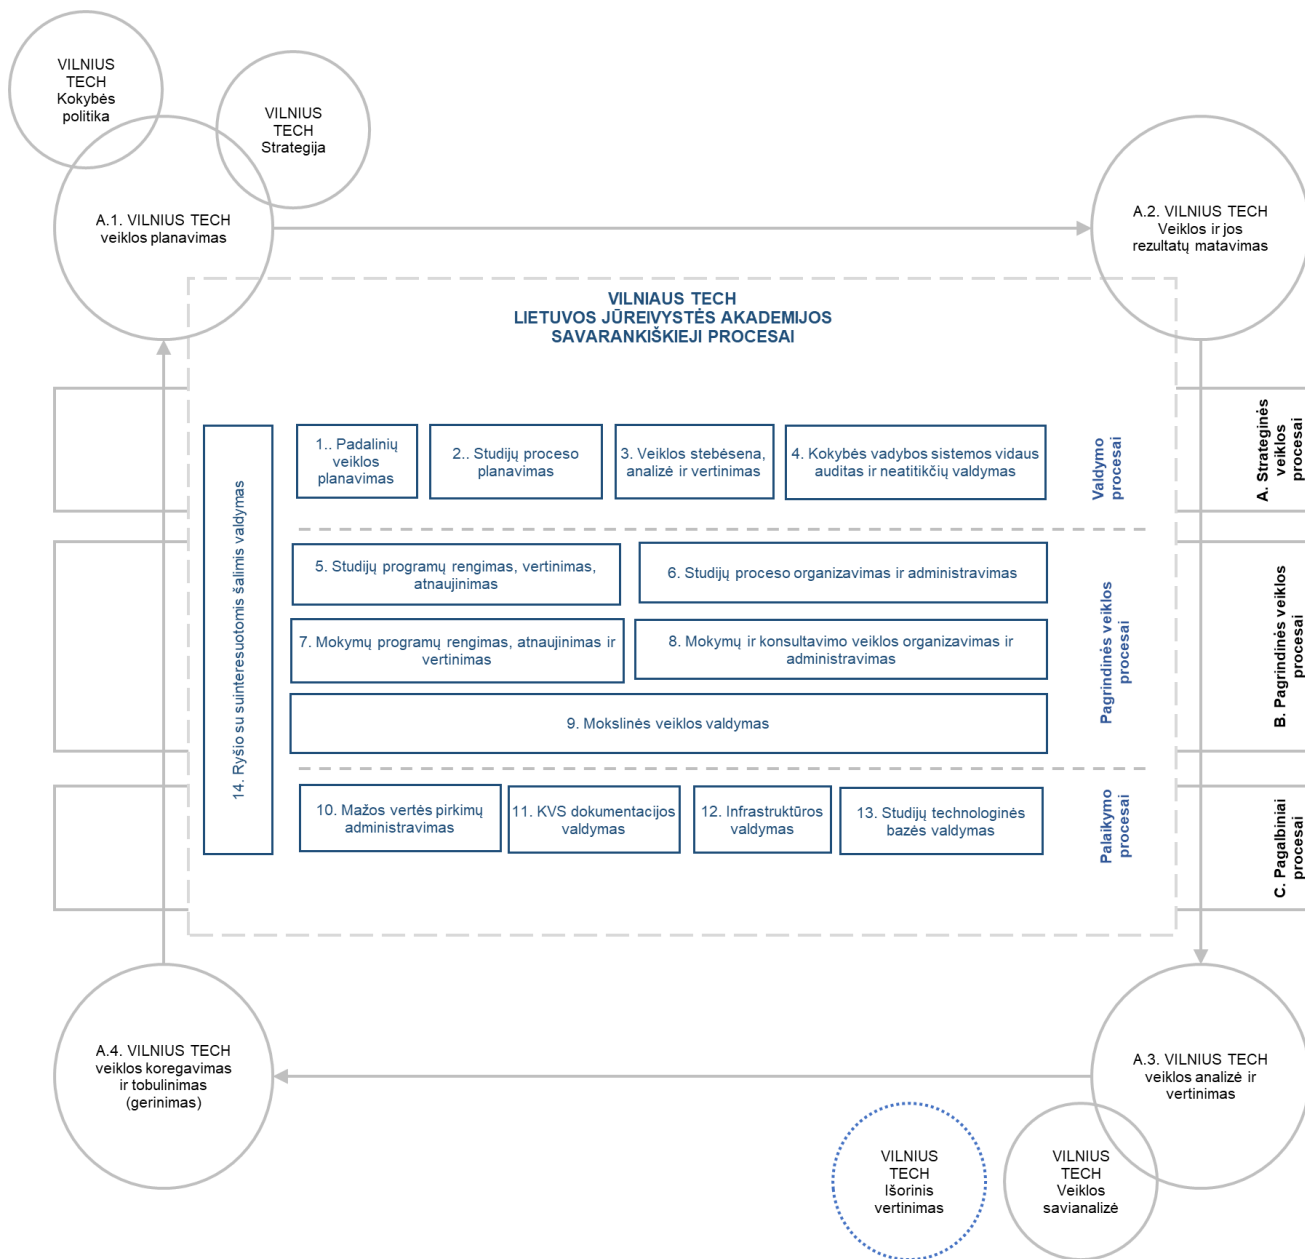 VILNIUS
TECH
Kokybės
politika
VILNIUS
TECH
Strategija
A.1. VILNIUS TECH
veiklos planavimas
A.2. VILNIUS TECH
Veiklos ir jos
rezultatų matavimas
VILNIAUS TECH
LIETUVOS JŪREIVYSTĖS AKADEMIJOS
SAVARANKIŠKIEJI PROCESAI
14. Ryšio su suinteresuotomis šalimis valdymas
1.. Padalinių
veiklos
planavimas
2.. Studijų proceso
planavimas
3. Veiklos stebėsena,
analizė ir vertinimas
4. Kokybės vadybos sistemos vidaus
auditas ir neatitikčių valdymas
Valdymo
procesai
A. Strateginės
veiklos
procesai
5. Studijų programų rengimas, vertinimas,
atnaujinimas
6. Studijų proceso organizavimas ir administravimas
7. Mokymų programų rengimas, atnaujinimas ir
vertinimas
8. Mokymų ir konsultavimo veiklos organizavimas ir
administravimas
9. Mokslinės veiklos valdymas
Pagrindinės veiklos
procesai
B. Pagrindinės veiklos
procesai
10. Mažos vertės pirkimų
administravimas
11. KVS dokumentacijos
valdymas
12. Infrastruktūros
valdymas
13. Studijų technologinės
bazės valdymas
Palaikymo
procesai
C. Pagalbiniai
procesai
A.4. VILNIUS TECH
veiklos koregavimas
ir tobulinimas
(gerinimas)
A.3. VILNIUS TECH
veiklos analizė ir
vertinimas
VILNIUS
TECH
Išorinis
vertinimas
VILNIUS
TECH
Veiklos
savianalizė